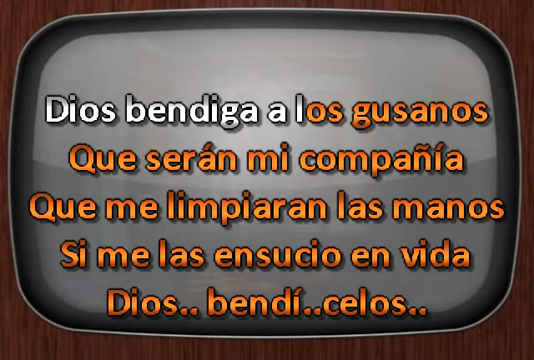 Dios bendiga a los gusanos
Que serán mi compañía
Que me limpiaran las manos
Si me las ensucio en vida
Dios.. bendí..celos..